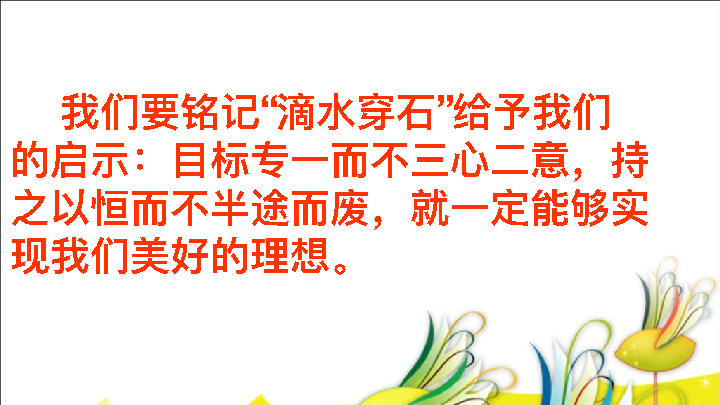 我们要铭记“滴水穿石”给予我们
的启示：目标专一而不三心二意，持
之以恒而不半途而废，就一定能够实
现我们美好的理想。